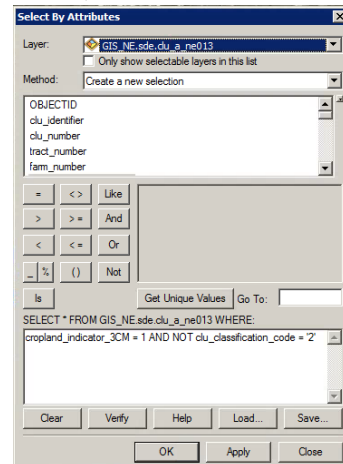 Select By Attributes
Layer: GIS_NE.sde.clu_a_ne013
Only show selectable layers in this list
Method: Create a new selection
OBJECTID
clu_identifier
clu_number
tract_number
farm_number
= <> Like
> >= And
< <= Or
_ % () Not
Is Get Unique Values Go To:
SELECT * FROM GIS_NE.sde.clu_a_ne013 WHERE:
cropland_indicator_3CM = 1 AND NOT clu_classification_code = '2'
Clear Verify Help Load... Save...
OK Apply Close